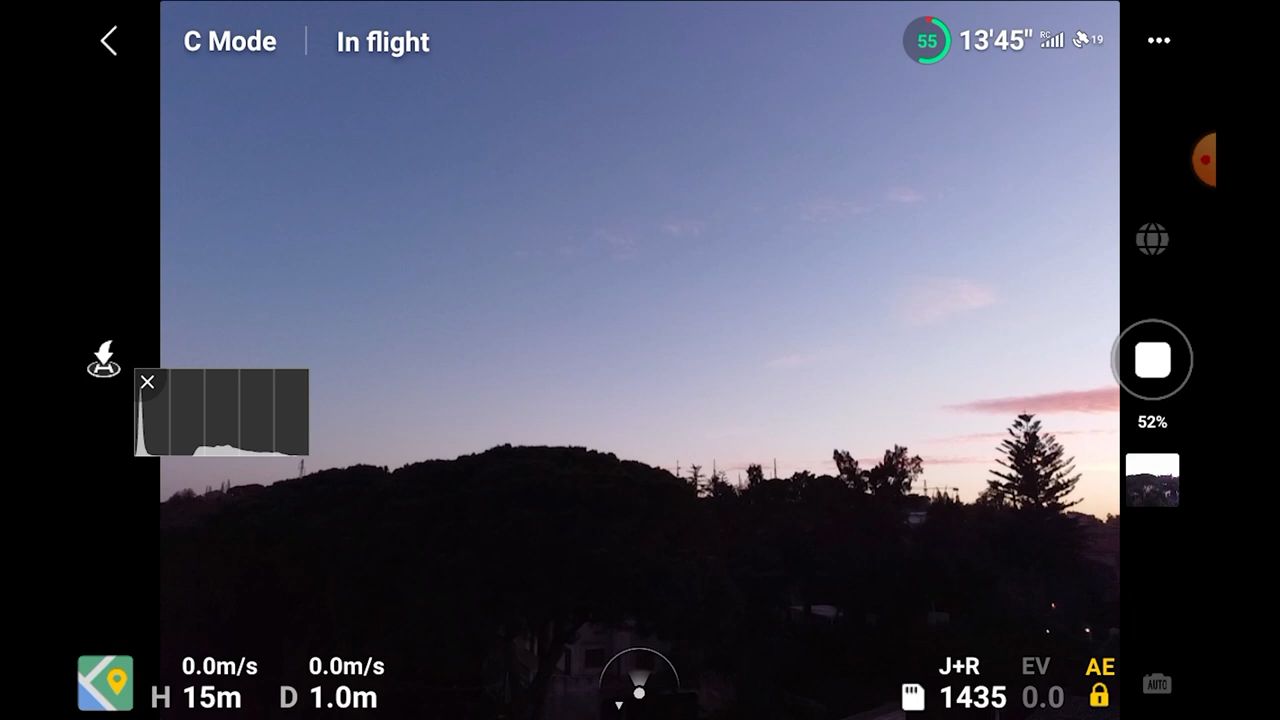 C Mode In flight 55 13'45" RC 19
52%
0.0m/s 0.0m/s J+R EV AE
H 15m D 1.0m 1435 0.0 AUTO